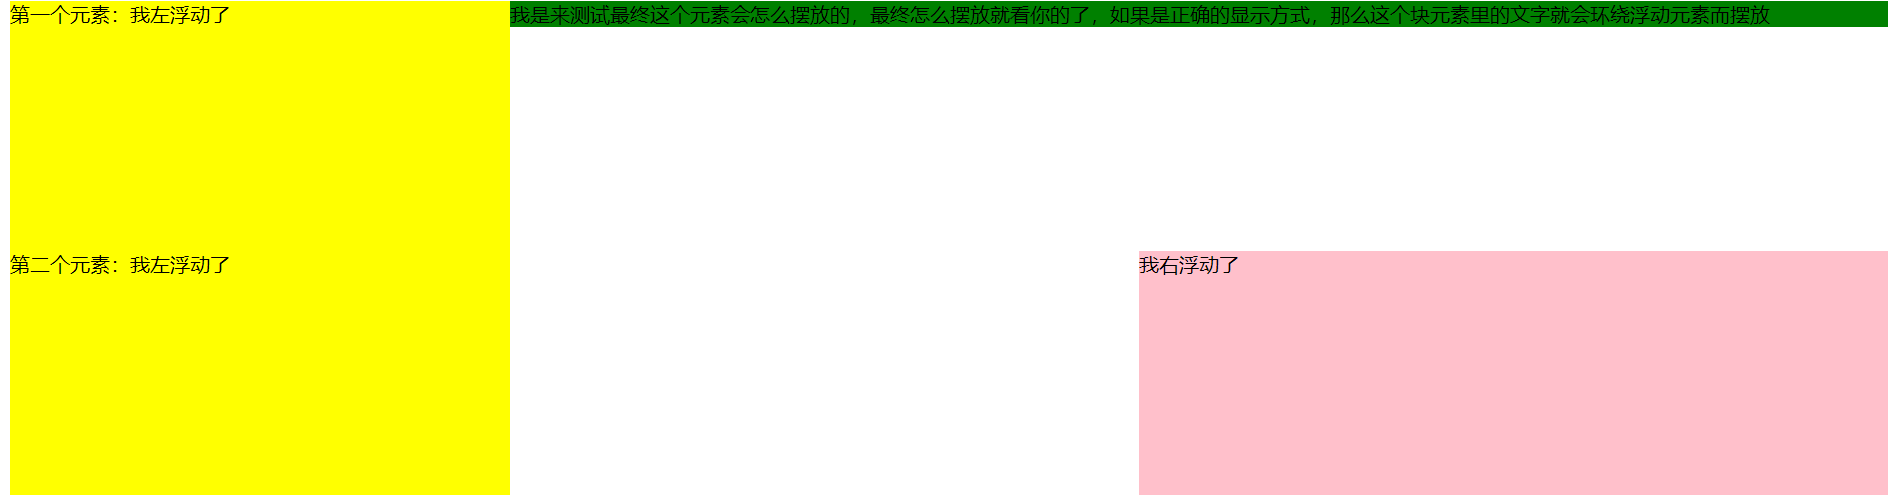 第一个元素：我左浮动了
我是来测试最终这个元素会怎么摆放的，最终怎么摆放就看你的了，如果是正确的显示方式，那么这个块元素里的文字就会环绕浮动元素而摆放
第二个元素：我左浮动了
我右浮动了